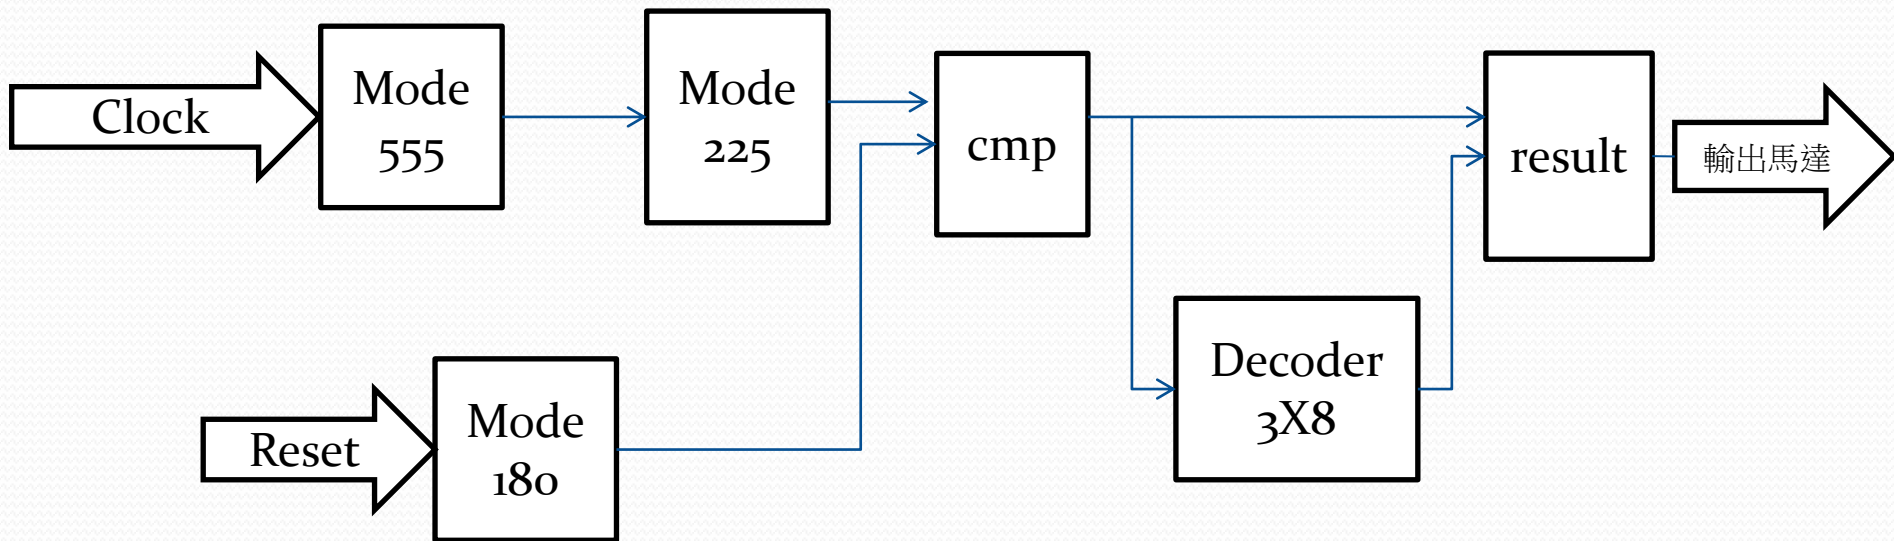 Clock
Mode
555
Mode
225
cmp
result
輸出馬達
Reset
Mode
180
Decoder
3X8